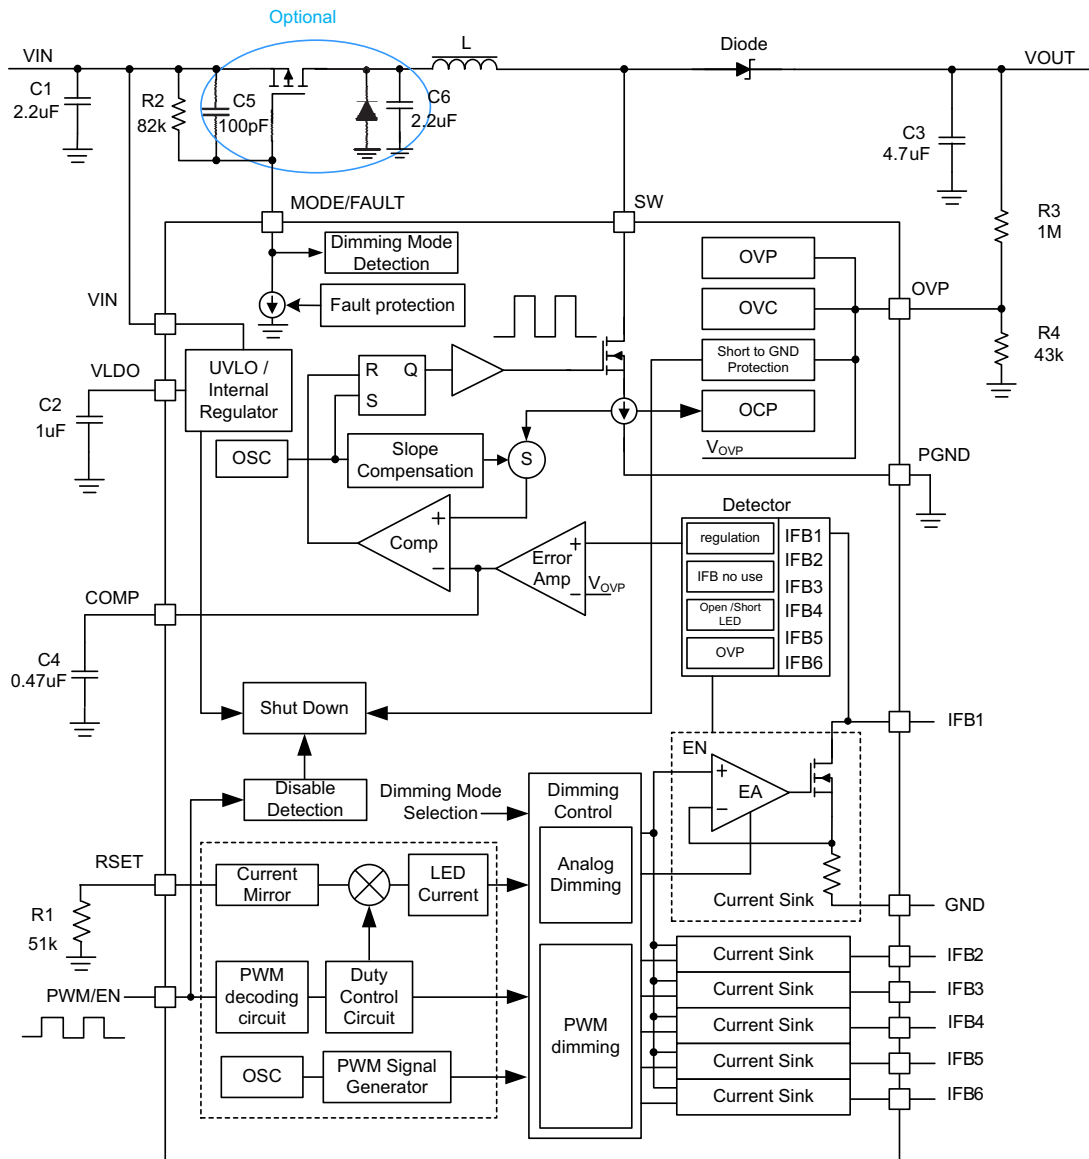 Optional
VIN
L
Diode
VOUT
C1
2.2uF
R2
82k
C5
100pF
C6
2.2uF
C3
4.7uF
MODE/FAULT
SW
R3
1M
Dimming Mode
Detection
OVP
OVP
VIN
Fault protection
OVC
R4
43k
UVLO /
Internal
Regulator
VLDO
R
Q
S
Short to GND
Protection
C2
1uF
OCP
OSC
Slope
Compensation
S
VOVP
PGND
Detector
+
Comp
−
+
Error
Amp
−
VOVP
regulation
IFB no use
Open /Short
LED
OVP
IFB1
IFB2
IFB3
IFB4
IFB5
IFB6
COMP
C4
0.47uF
Shut Down
IFB1
EN
+
EA
−
Disable
Detection
Dimming Mode
Selection
Dimming
Control
RSET
Current
Mirror
LED
Current
Analog
Dimming
Current Sink
GND
R1
51k
PWM/EN
PWM
decoding
circuit
Duty
Control
Circuit
PWM
dimming
Current Sink
IFB2
Current Sink
IFB3
Current Sink
IFB4
Current Sink
IFB5
Current Sink
IFB6
OSC
PWM Signal
Generator